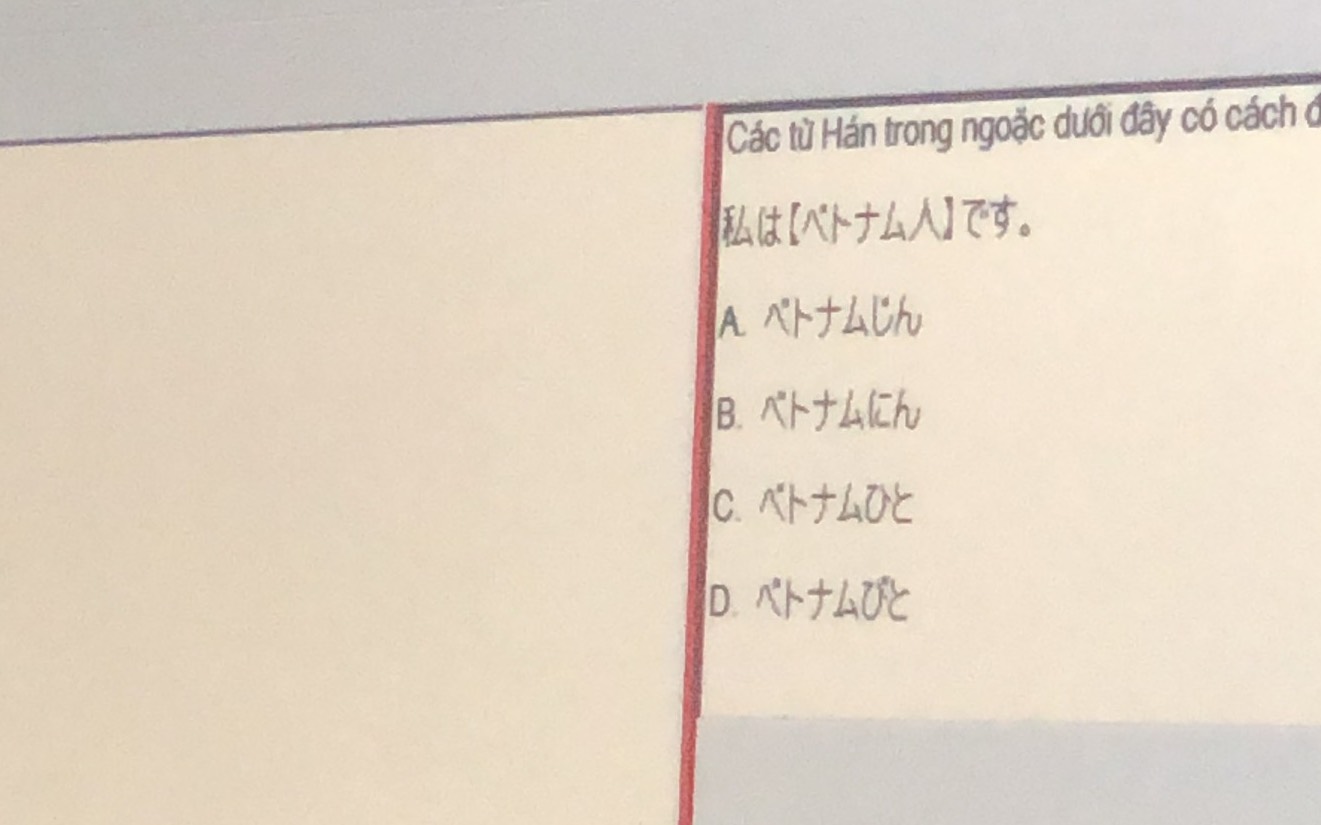 Các từ Hán trong ngoặc dưới đây có cách
私は【ベトナム人】です。
A. ベトナムじん
B. ベトナムにん
C. ベトナムひと
D. ベトナムびと